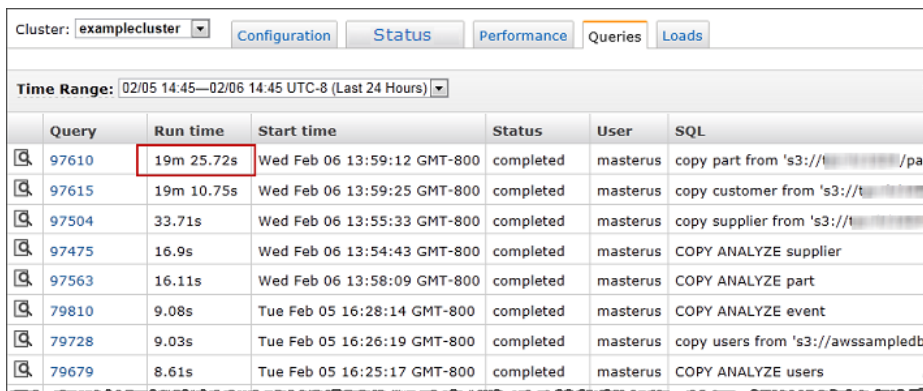 Cluster: examplecluster Configuration Status Performance Queries Loads
Time Range: 02/05 14:45—02/06 14:45 UTC-8 (Last 24 Hours)
Query Run time Start time Status User SQL
97610 19m 25.72s Wed Feb 06 13:59:12 GMT-800 completed masterus copy part from 's3://t /pa
97615 19m 10.75s Wed Feb 06 13:59:25 GMT-800 completed masterus copy customer from 's3://t
97504 33.71s Wed Feb 06 13:55:33 GMT-800 completed masterus copy supplier from 's3://t
97475 16.9s Wed Feb 06 13:54:43 GMT-800 completed masterus COPY ANALYZE supplier
97563 16.11s Wed Feb 06 13:58:09 GMT-800 completed masterus COPY ANALYZE part
79810 9.08s Tue Feb 05 16:28:14 GMT-800 completed masterus COPY ANALYZE event
79728 9.03s Tue Feb 05 16:26:19 GMT-800 completed masterus copy users from 's3://awssampledb
79679 8.61s Tue Feb 05 16:25:17 GMT-800 completed masterus COPY ANALYZE users